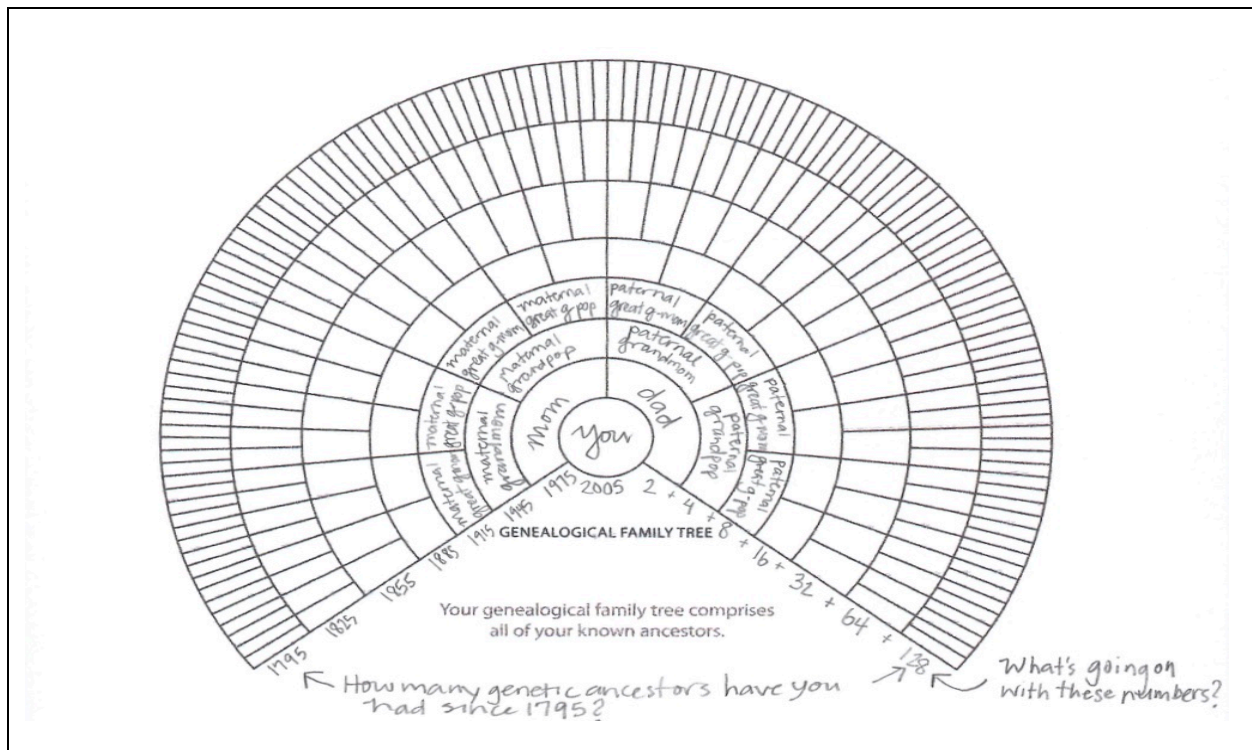 maternal
great g pop
paternal
great g-mom
maternal
great g-mom
paternal
great g-pop
maternal
grandpop
paternal
grandmom
maternal
great g pop
maternal
grandmom
Mom
you
dad
paternal
grandpop
paternal
great g-mom
maternal
great g-mom
paternal
great g-pop
1795
1825
1855
1885
1915
1945
1975
2005
2 + 4 + 8 + 16 + 32 + 64 + 128
GENEALOGICAL FAMILY TREE
Your genealogical family tree comprises
all of your known ancestors.
How many genetic ancestors have you
had since 1795?
What's going on
with these numbers?